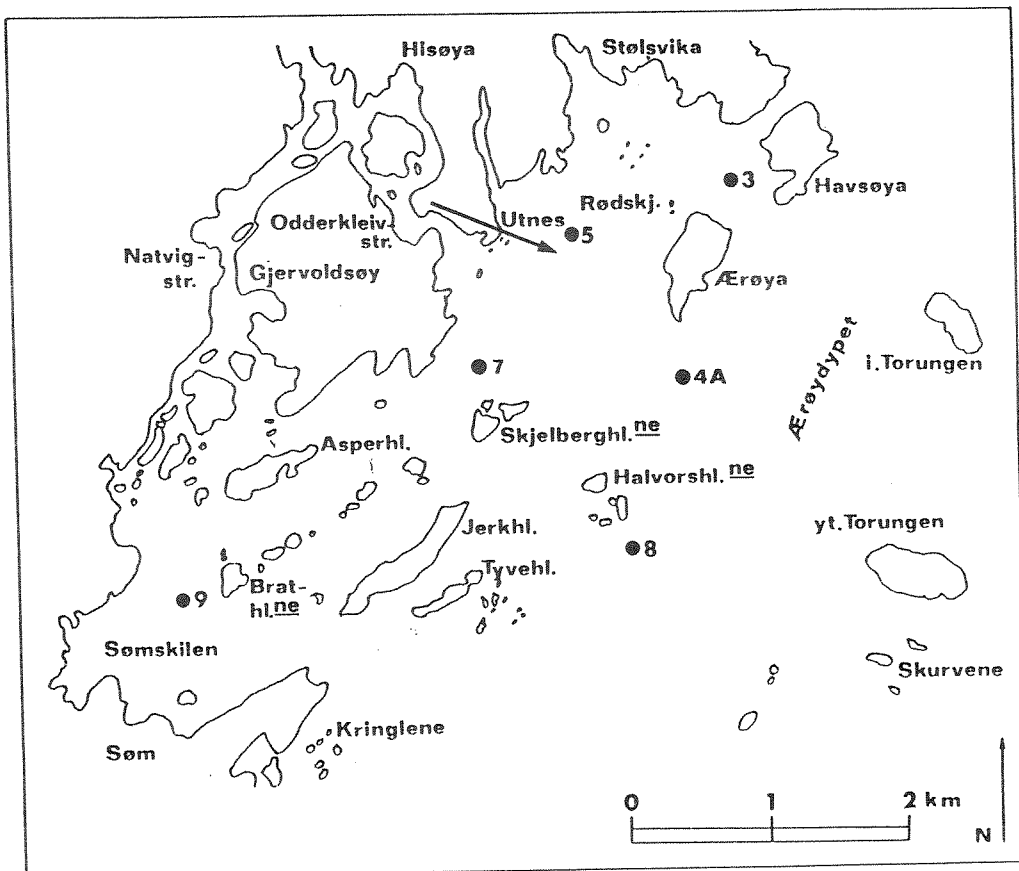 Hisøya
Stølsvika
Havsøya
3
Rødskj.
Utnes
5
Odderkleiv-
str.
Natvig-
str.
Gjervoldsøy
Ærøya
i. Torungen
Ærøydypet
7
4A
Skjelberghl.ne
Asperhl.
Halvorshl.ne
yt. Torungen
Jerkhl.
8
Tyvehl.
Brat-
hl.ne
9
Sømskilen
Skurvene
Kringlene
Søm
0 1 2 km
N